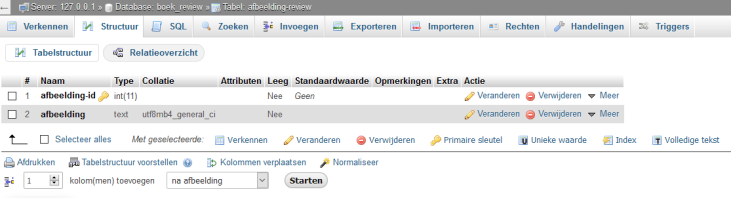 Server: 127.0.0.1 » Database: boek_review » Tabel: afbeelding-review
Verkennen Structuur SQL Zoeken Invoegen Exporteren Importeren Rechten Handelingen Triggers
Tabelstructuur Relatieoverzicht
# Naam Type Collatie Attributen Leeg Standaardwaarde Opmerkingen Extra Actie
1 afbeelding-id int(11) Nee Geen Veranderen Verwijderen Meer
2 afbeelding text utf8mb4_general_ci Nee Veranderen Verwijderen Meer
Selecteer alles Met geselecteerde: Verkennen Veranderen Verwijderen Primaire sleutel Unieke waarde Index Volledige tekst
Afdrukken Tabelstructuur voorstellen Kolommen verplaatsen Normaliseer
1 kolom(men) toevoegen na afbeelding Starten